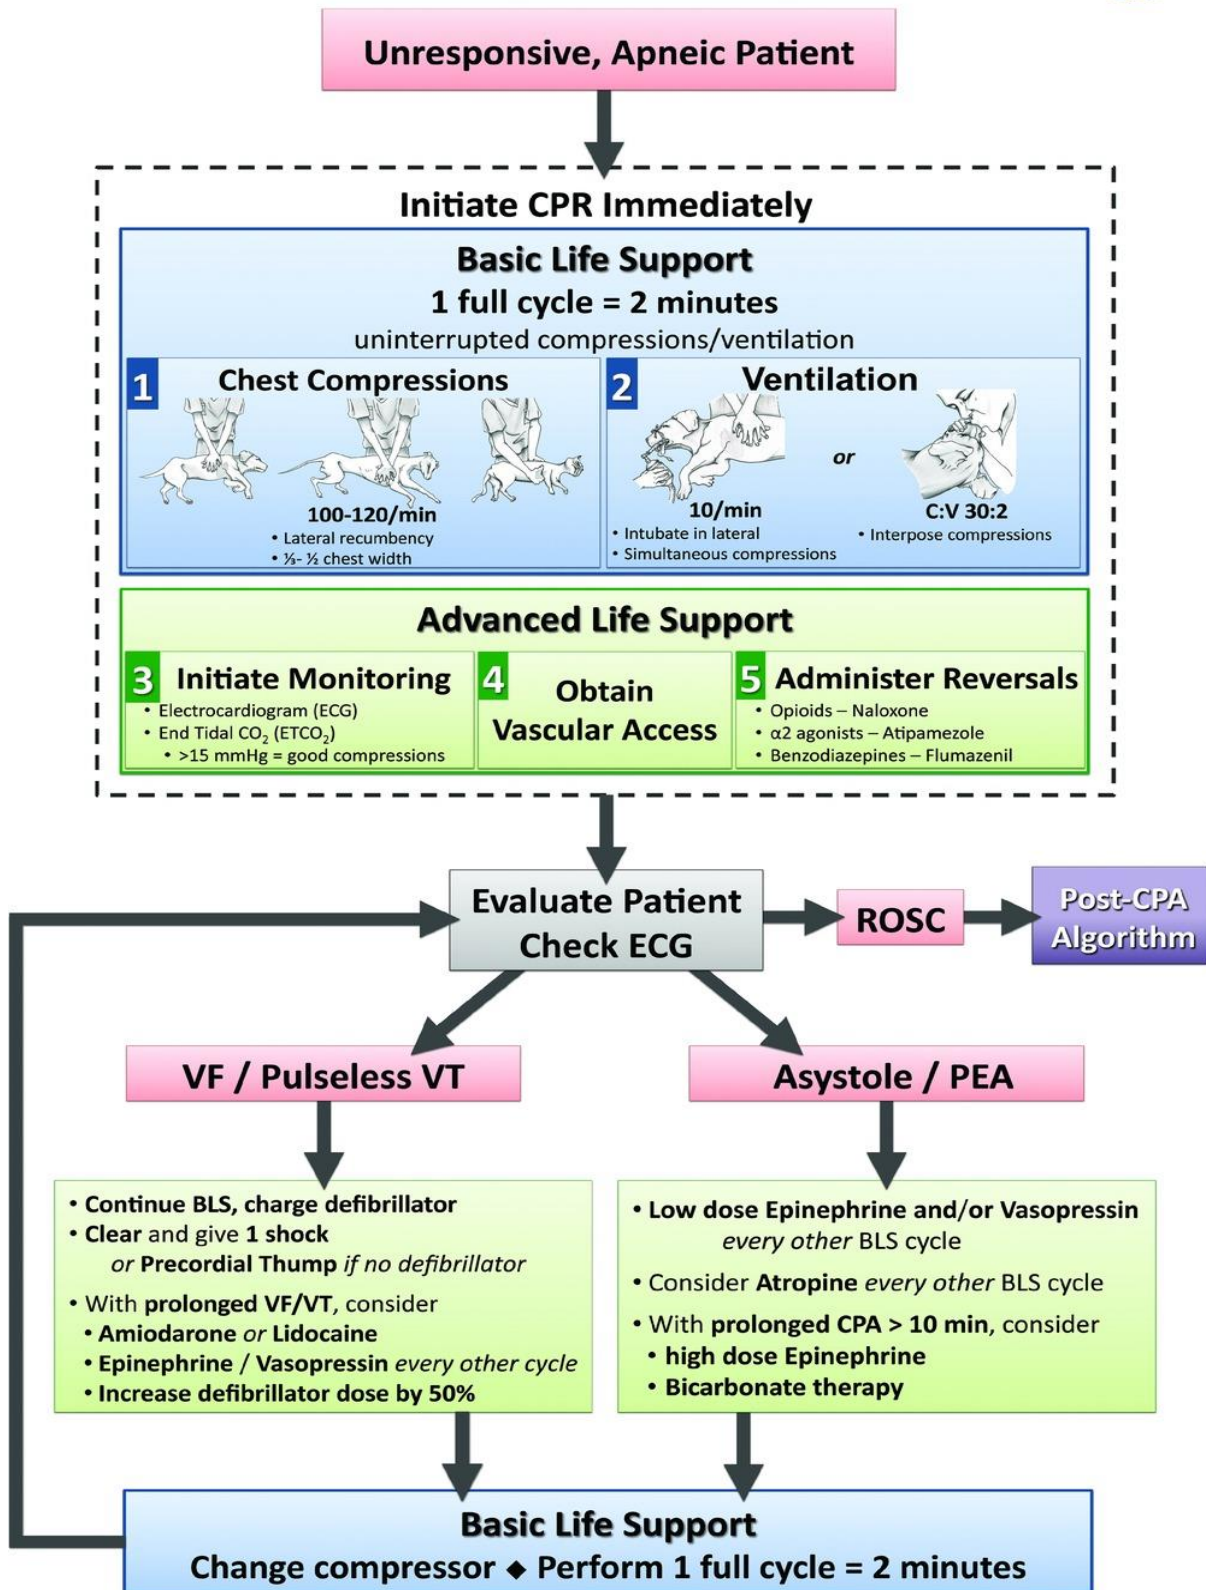 Unresponsive, Apneic Patient
Initiate CPR Immediately
Basic Life Support
1 full cycle = 2 minutes
uninterrupted compressions/ventilation
1
Chest Compressions
100-120/min
• Lateral recumbency
• ⅓- ½ chest width
2
Ventilation
or
10/min
• Intubate in lateral
• Simultaneous compressions
C:V 30:2
• Interpose compressions
Advanced Life Support
3 Initiate Monitoring
• Electrocardiogram (ECG)
• End Tidal CO₂ (ETCO₂)
• >15 mmHg = good compressions
4 Obtain
Vascular Access
5 Administer Reversals
• Opioids – Naloxone
• α2 agonists – Atipamezole
• Benzodiazepines – Flumazenil
Evaluate Patient
Check ECG
ROSC
Post-CPA
Algorithm
VF / Pulseless VT
• Continue BLS, charge defibrillator
• Clear and give 1 shock
or Precordial Thump if no defibrillator
• With prolonged VF/VT, consider
• Amiodarone or Lidocaine
• Epinephrine / Vasopressin every other cycle
• Increase defibrillator dose by 50%
Asystole / PEA
• Low dose Epinephrine and/or Vasopressin
every other BLS cycle
• Consider Atropine every other BLS cycle
• With prolonged CPA > 10 min, consider
• high dose Epinephrine
• Bicarbonate therapy
Basic Life Support
Change compressor ◆ Perform 1 full cycle = 2 minutes